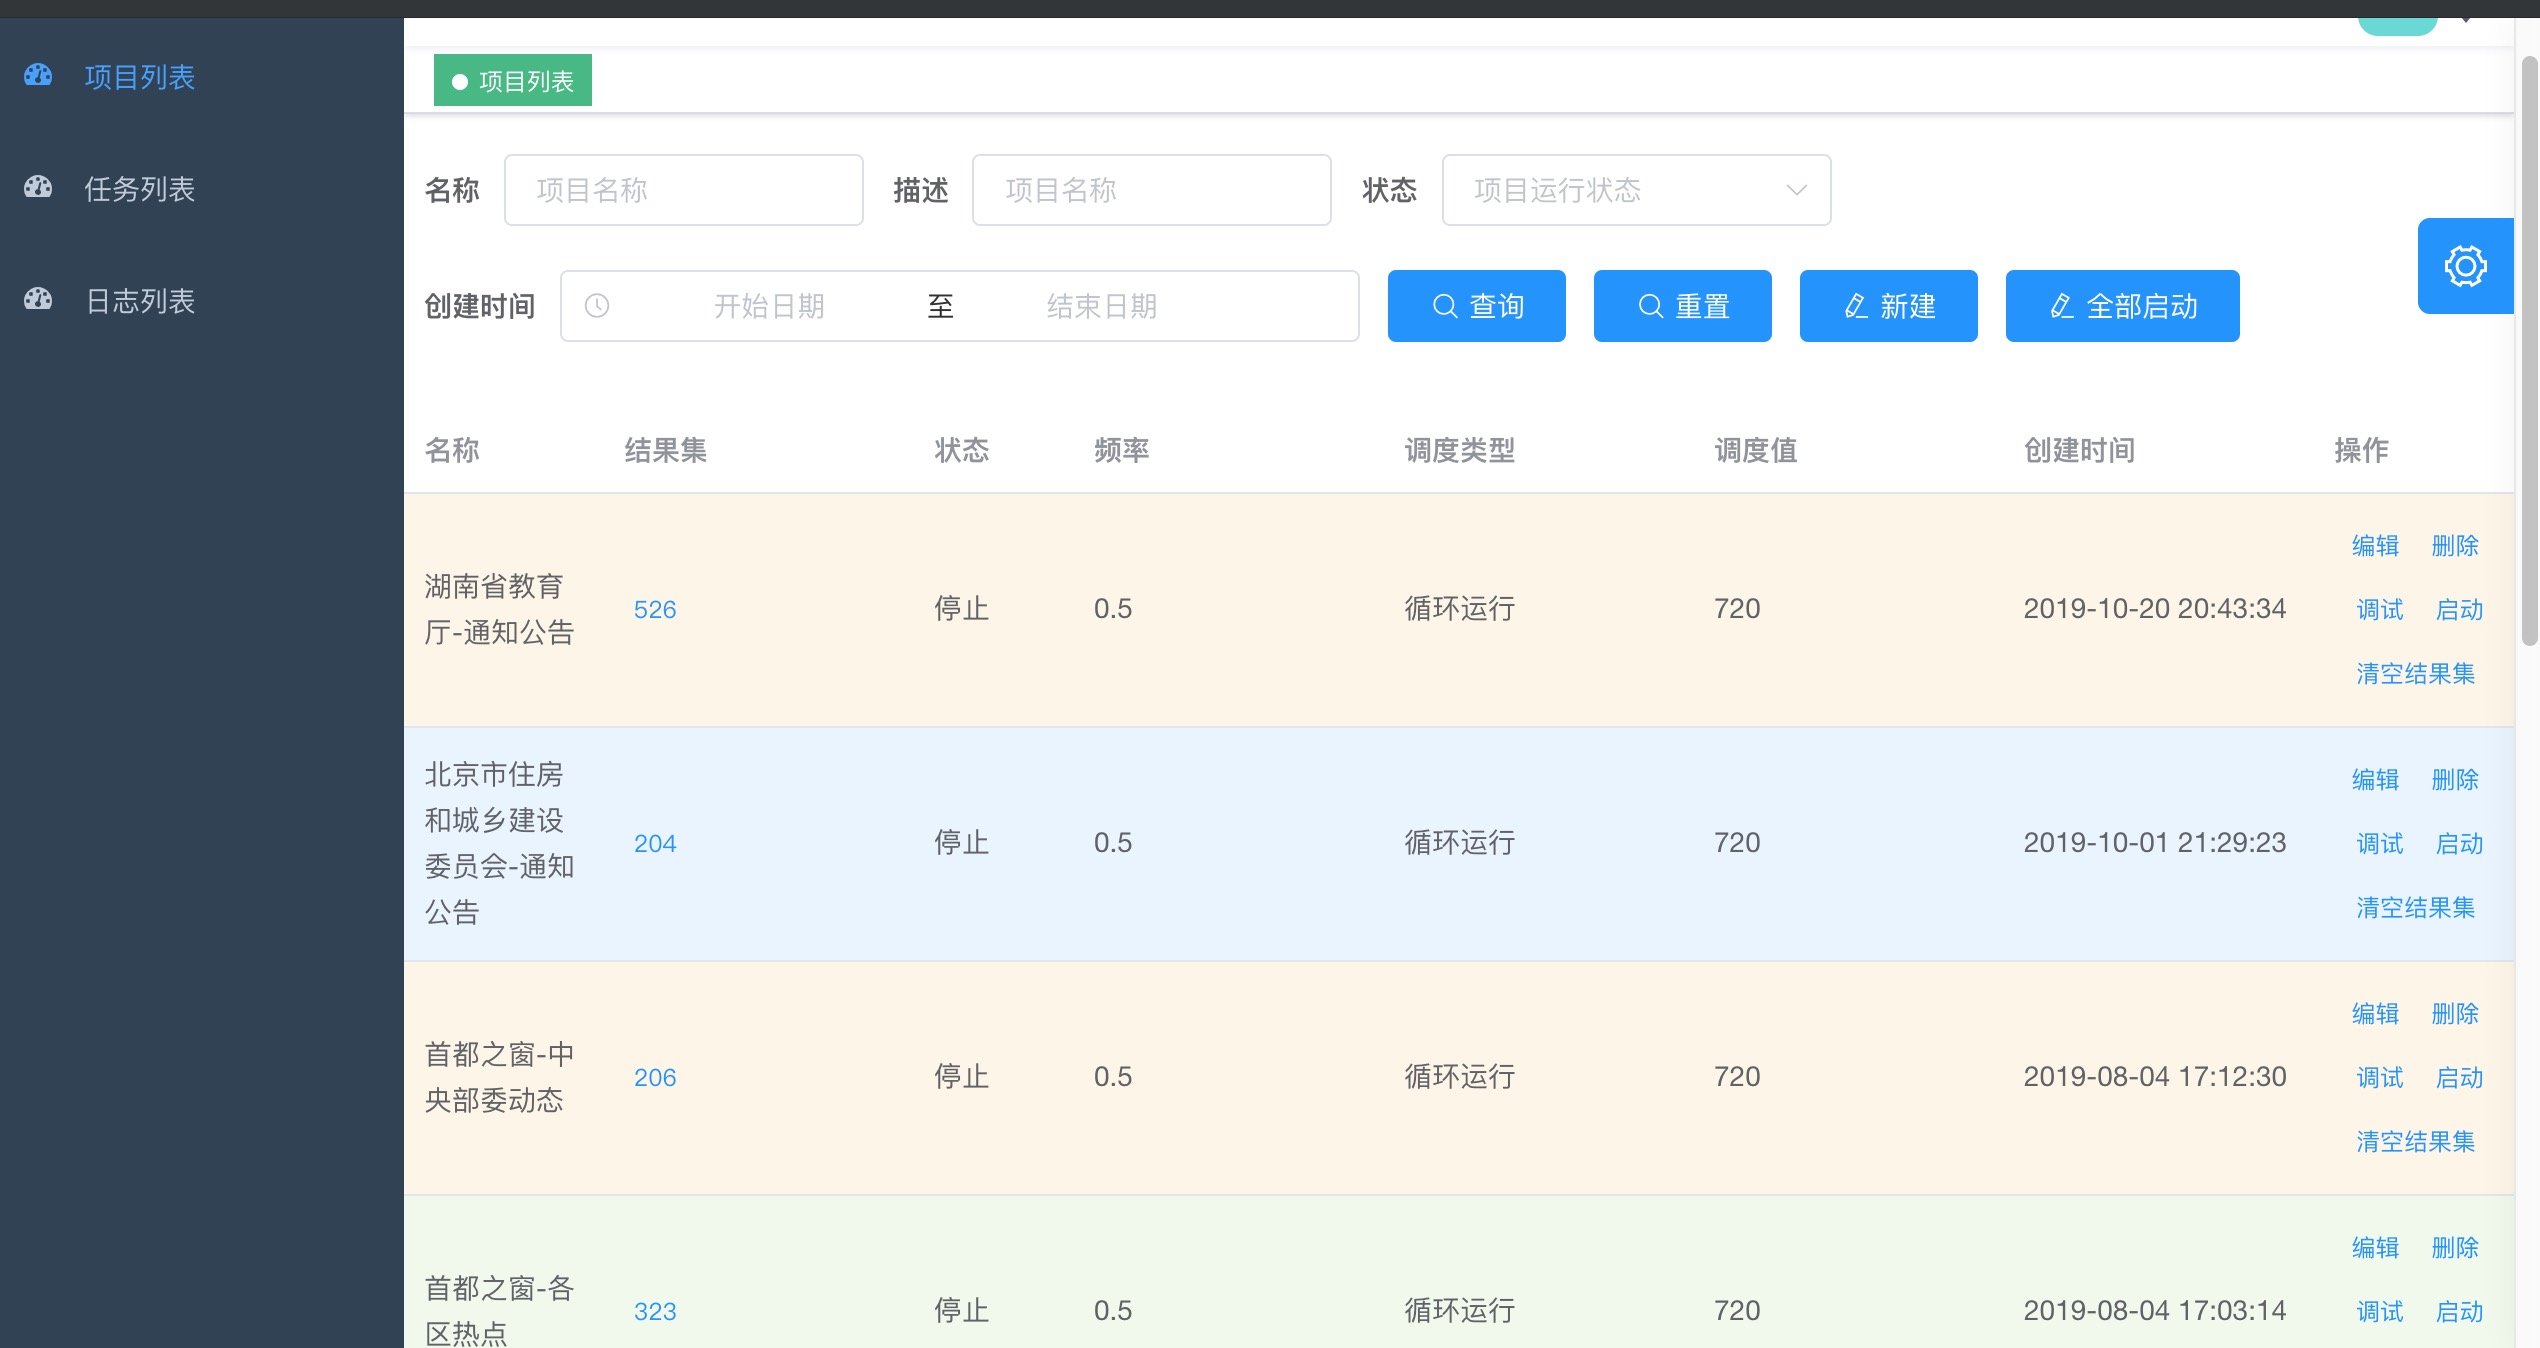 项目列表
任务列表
日志列表
项目列表
名称 项目名称 描述 项目名称 状态 项目运行状态
创建时间 开始日期 至 结束日期 查询 重置 新建 全部启动
名称 结果集 状态 频率 调度类型 调度值 创建时间 操作
湖南省教育
厅-通知公告
526 停止 0.5 循环运行 720 2019-10-20 20:43:34
编辑 删除
调试 启动
清空结果集
北京市住房
和城乡建设
委员会-通知
公告
204 停止 0.5 循环运行 720 2019-10-01 21:29:23
编辑 删除
调试 启动
清空结果集
首都之窗-中
央部委动态
206 停止 0.5 循环运行 720 2019-08-04 17:12:30
编辑 删除
调试 启动
清空结果集
首都之窗-各
区热点
323 停止 0.5 循环运行 720 2019-08-04 17:03:14
编辑 删除
调试 启动